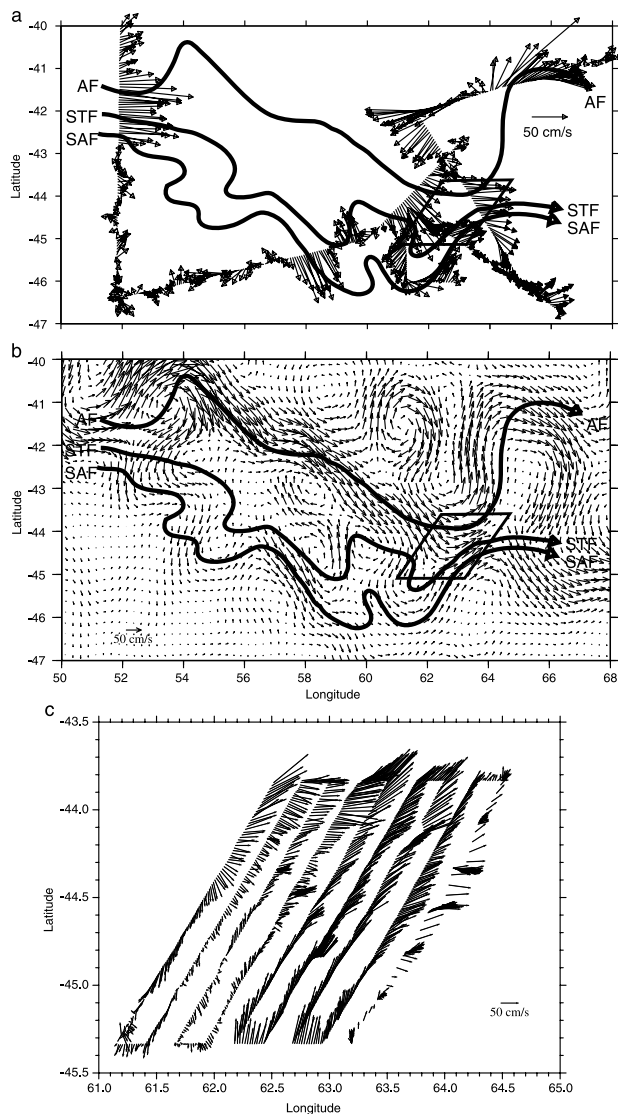 a
-40
-41
-42
-43
-44
-45
-46
-47
Latitude
AF
STF
SAF
AF
50 cm/s
STF
SAF
b
-40
-41
-42
-43
-44
-45
-46
-47
Latitude
AF
STF
SAF
AF
STF
SAF
50 cm/s
50 52 54 56 58 60 62 64 66 68
Longitude
c
-43.5
-44.0
-44.5
-45.0
-45.5
Latitude
50 cm/s
61.0 61.5 62.0 62.5 63.0 63.5 64.0 64.5 65.0
Longitude